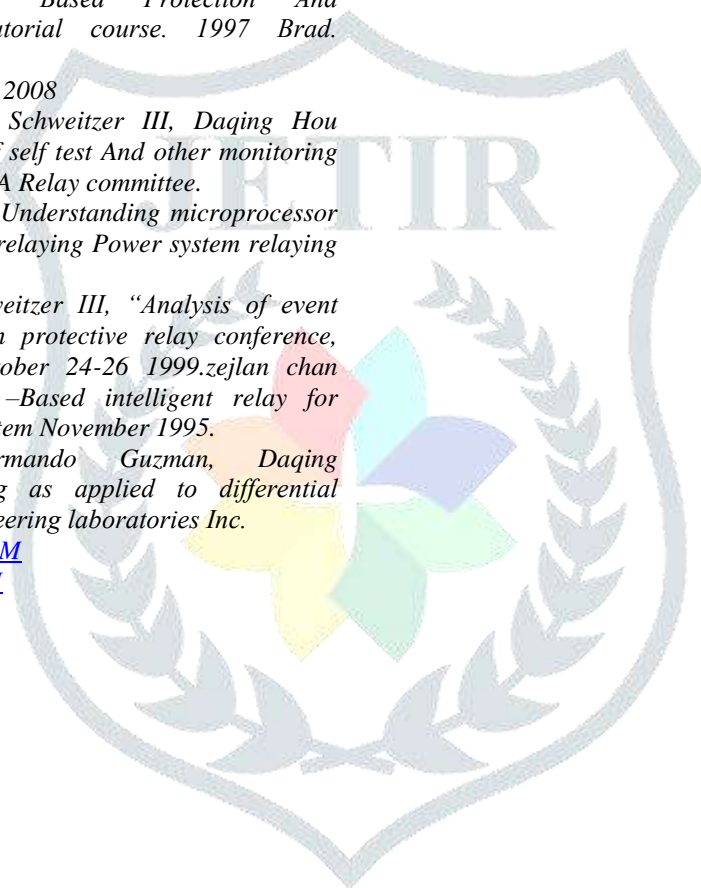 Based Protection And
utorial course. 1997 Brad.
2008
Schweitzer III, Daqing Hou
f self test And other monitoring
A Relay committee.
Understanding microprocessor
relaying Power system relaying
eitzer III, “Analysis of event
protective relay conference,
ober 24-26 1999.zejlan chan
–Based intelligent relay for
tem November 1995.
rmando Guzman, Daqing
g as applied to differential
eering laboratories Inc.
M
JETIR